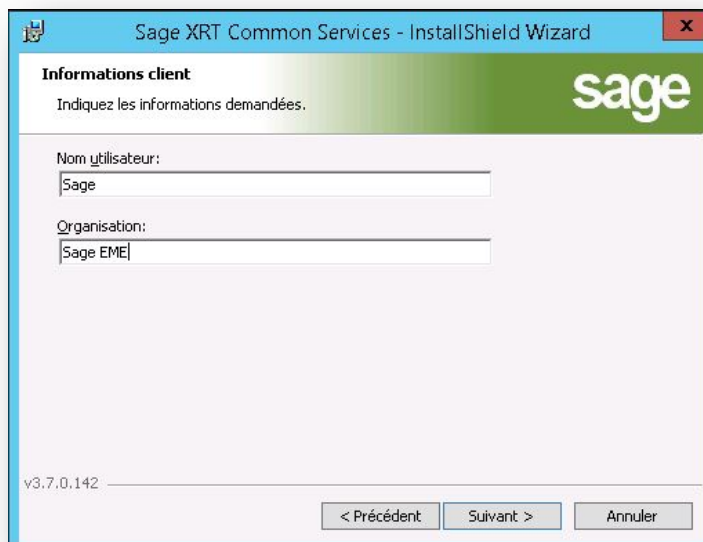 Sage XRT Common Services - InstallShield Wizard
x
Informations client
Indiquez les informations demandées.
sage
Nom utilisateur:
Sage
Organisation:
Sage EME
v3.7.0.142
< Précédent
Suivant >
Annuler